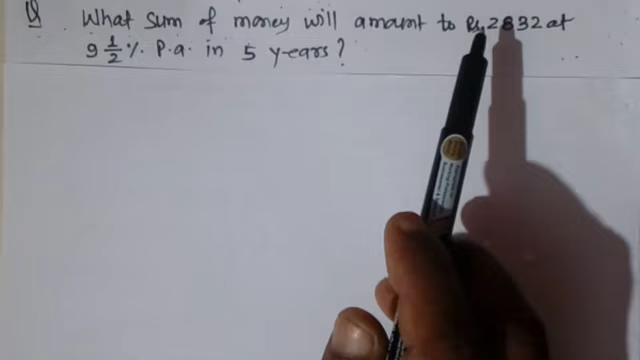 Q. What sum of money will amount to Rs. 2832 at
9 1/2 % P.a. in 5 years?